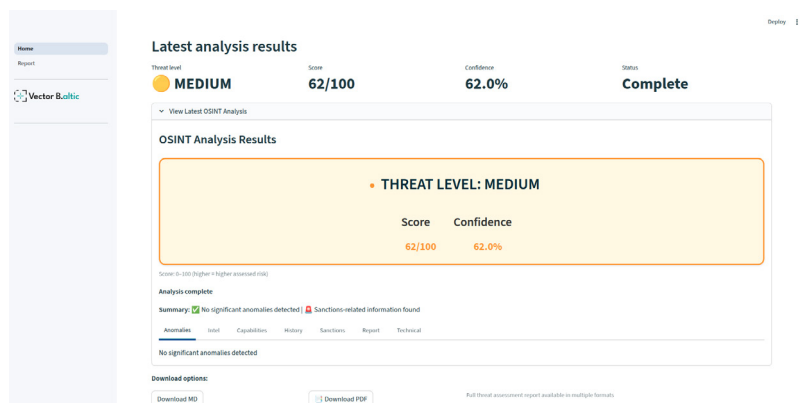 Deploy
Home
Report
Vector B.altic
Latest analysis results
Threat level Score Confidence Status
MEDIUM 62/100 62.0% Complete
View Latest OSINT Analysis
OSINT Analysis Results
• THREAT LEVEL: MEDIUM
Score Confidence
62/100 62.0%
Score: 0-100 (higher = higher assessed risk)
Analysis complete
Summary: ✅ No significant anomalies detected | 🚨 Sanctions-related information found
Anomalies Intel Capabilities History Sanctions Report Technical
No significant anomalies detected
Download options:
Download MD Download PDF Full threat assessment report available in multiple formats